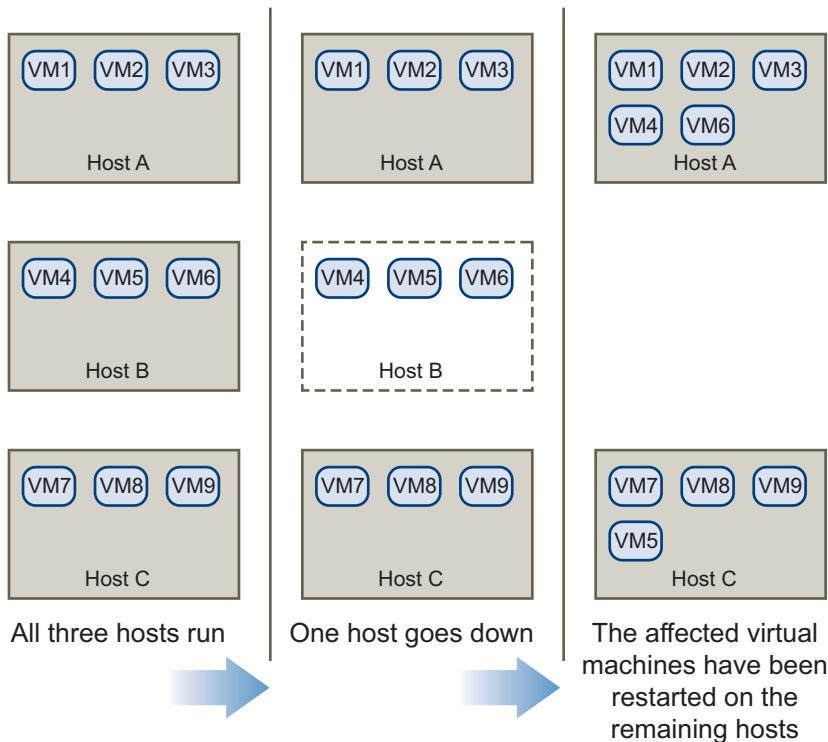 VM1 VM2 VM3
Host A
VM4 VM5 VM6
Host B
VM7 VM8 VM9
Host C
All three hosts run
VM1 VM2 VM3
Host A
VM4 VM5 VM6
Host B
VM7 VM8 VM9
Host C
One host goes down
VM1 VM2 VM3
VM4 VM6
Host A
VM7 VM8 VM9
VM5
Host C
The affected virtual
machines have been
restarted on the
remaining hosts